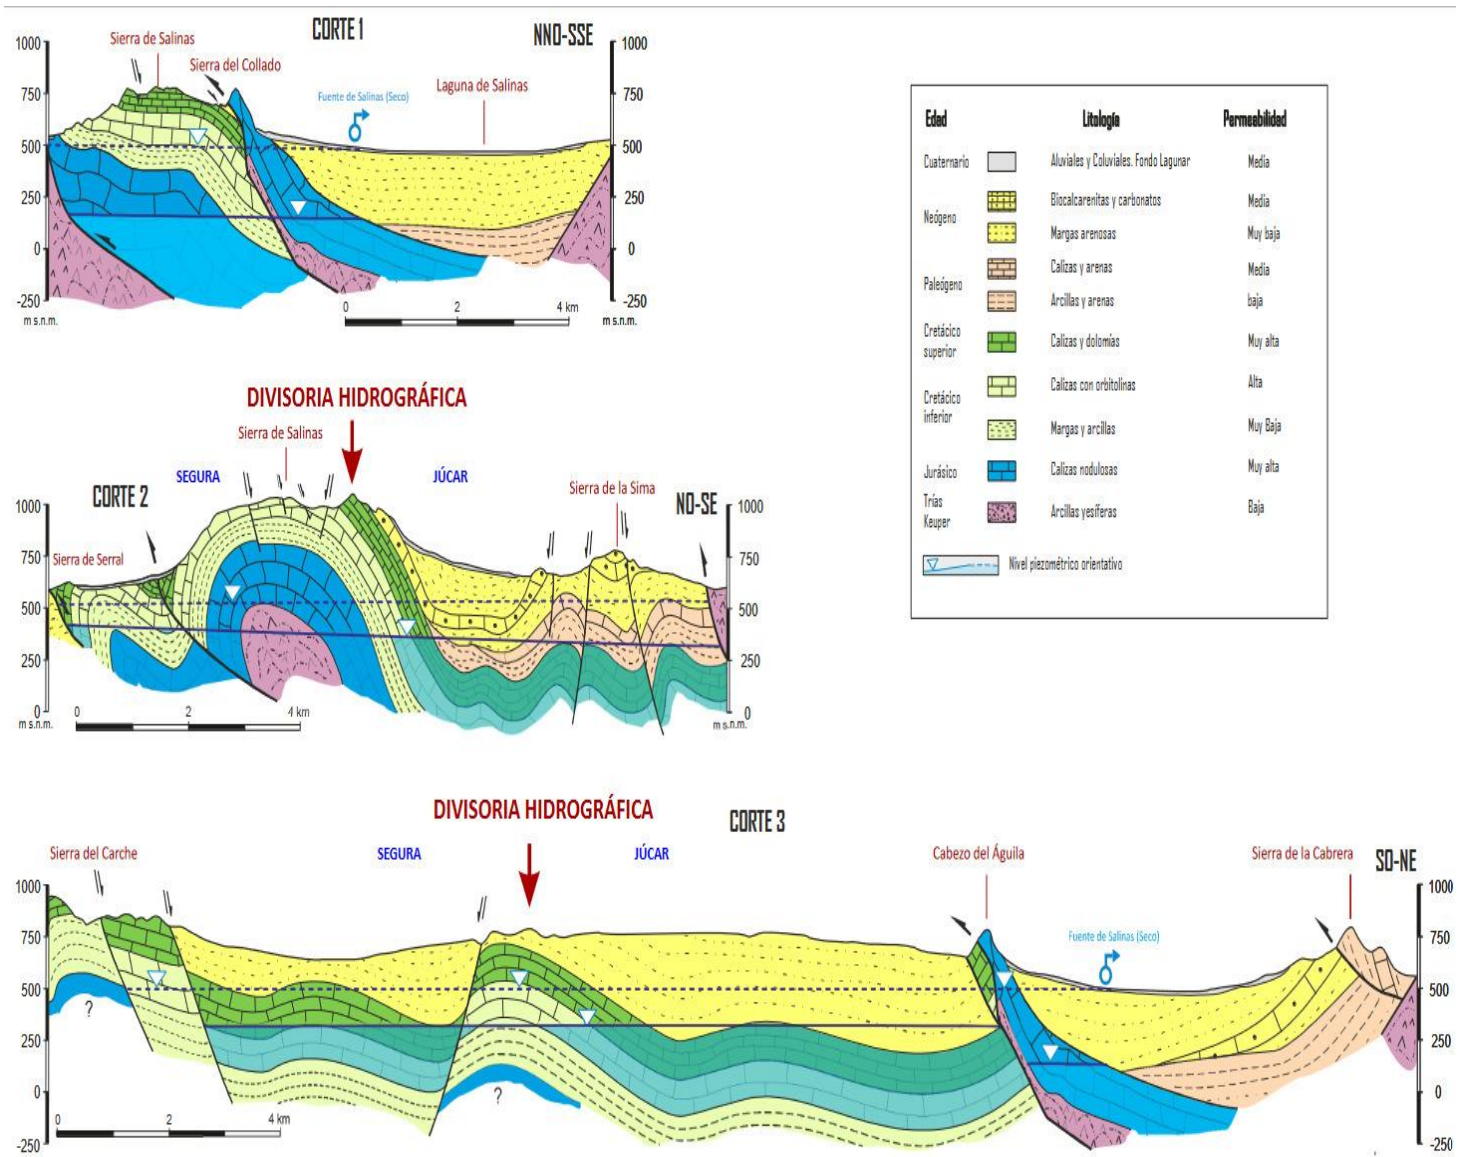 CORTE 1
NNO-SSE
Sierra de Salinas
Sierra del Collado
Fuente de Salinas (Seco)
Laguna de Salinas
1000
750
500
250
0
-250
m s.n.m.
1000
750
500
250
0
-250
m s.n.m.
0 2 4 km
Edad Litología Permeabilidad
Cuaternario Aluviales y Coluviales. Fondo Lagunar Media
Neógeno
Biocalcarenitas y carbonatos Media
Margas arenosas Muy baja
Paleógeno
Calizas y arenas Media
Arcillas y arenas baja
Cretácico
superior
Calizas y dolomias Muy alta
Cretácico
inferior
Calizas con orbitolinas Alta
Margas y arcillas Muy Baja
Jurásico Calizas nodulosas Muy alta
Trías
Keuper
Arcillas yesíferas Baja
Nivel piezométrico orientativo
DIVISORIA HIDROGRÁFICA
Sierra de Salinas
SEGURA
JÚCAR
CORTE 2
NO-SE
Sierra de la Sima
Sierra de Serral
1000
750
500
250
0
m s.n.m.
1000
750
500
250
0
m s.n.m.
0 2 4 km
DIVISORIA HIDROGRÁFICA
CORTE 3
Sierra del Carche
SEGURA
JÚCAR
Cabezo del Águila
Sierra de la Cabrera
SO-NE
Fuente de Salinas (Seco)
1000
750
500
250
0
-250
1000
750
500
250
0
-250
?
?
0 2 4 km